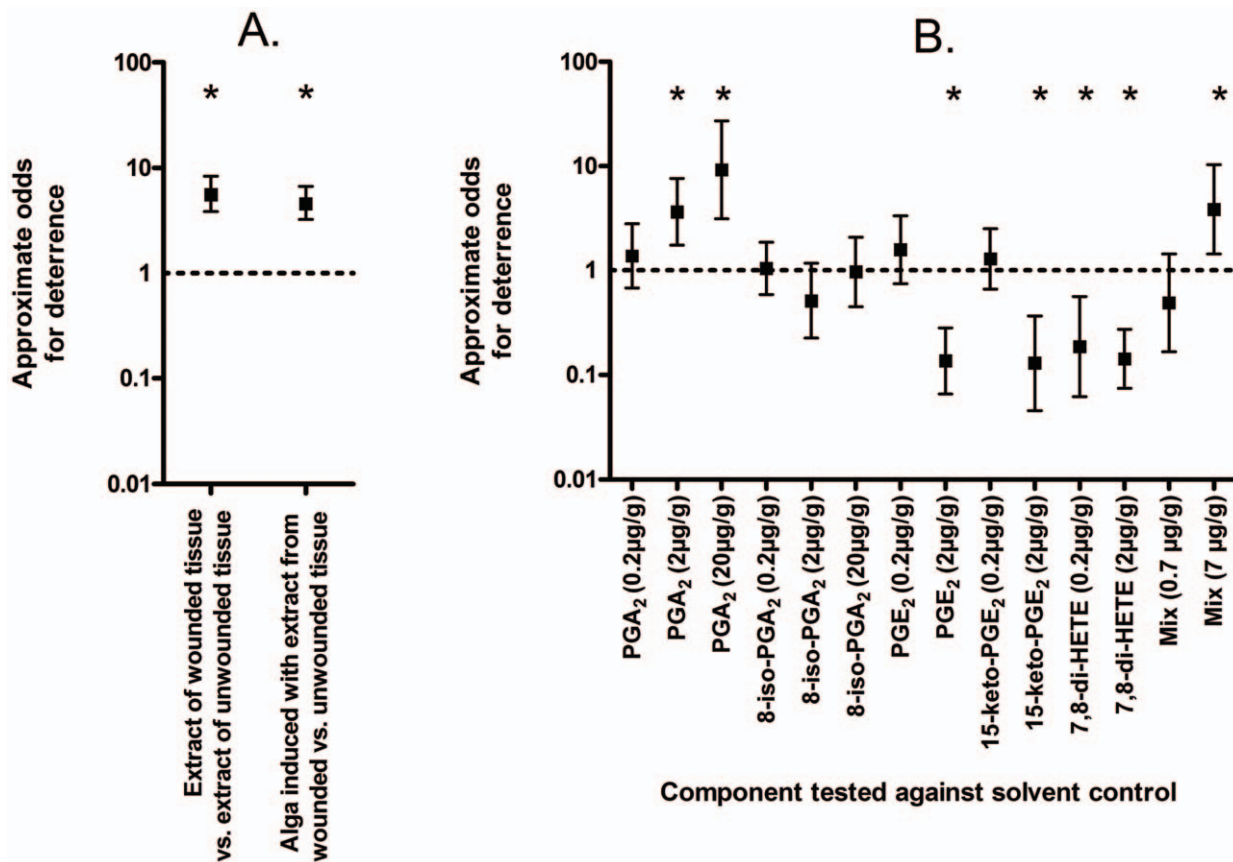 A.
Approximate odds
for deterrence
100
10
1
0.1
0.01
* *
Extract of wounded tissue
vs. extract of unwounded tissue
Alga induced with extract from
wounded vs. unwounded tissue
B.
Approximate odds
for deterrence
100
10
1
0.1
0.01
* * * * * * *
PGA2 (0.2µg/g)
PGA2 (2µg/g)
PGA2 (20µg/g)
8-iso-PGA2 (0.2µg/g)
8-iso-PGA2 (2µg/g)
8-iso-PGA2 (20µg/g)
PGE2 (0.2µg/g)
PGE2 (2µg/g)
15-keto-PGE2 (0.2µg/g)
15-keto-PGE2 (2µg/g)
7,8-di-HETE (0.2µg/g)
7,8-di-HETE (2µg/g)
Mix (0.7 µg/g)
Mix (7 µg/g)
Component tested against solvent control